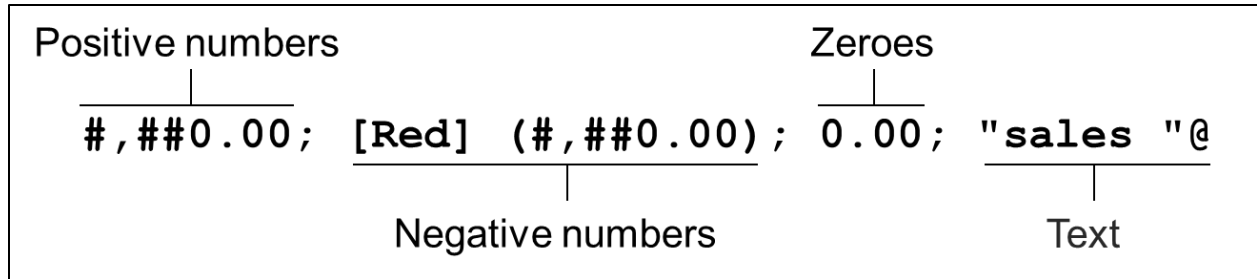 Positive numbers Zeroes
#,##0.00; [Red] (#,##0.00); 0.00; "sales "@
Negative numbers Text